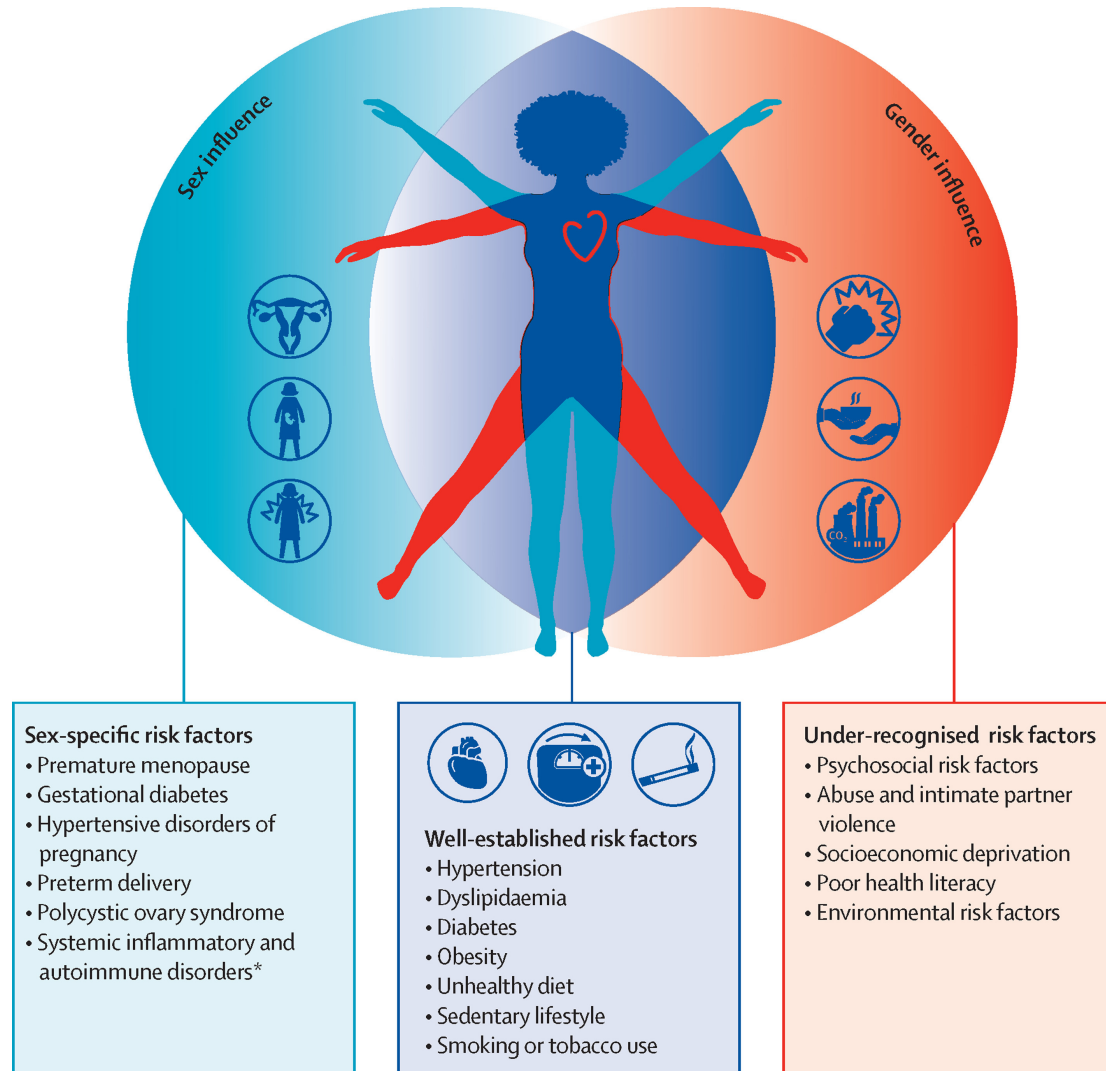 Sex influence
Gender influence
CO₂
Sex-specific risk factors
• Premature menopause
• Gestational diabetes
• Hypertensive disorders of
pregnancy
• Preterm delivery
• Polycystic ovary syndrome
• Systemic inflammatory and
autoimmune disorders*
Well-established risk factors
• Hypertension
• Dyslipidaemia
• Diabetes
• Obesity
• Unhealthy diet
• Sedentary lifestyle
• Smoking or tobacco use
Under-recognised risk factors
• Psychosocial risk factors
• Abuse and intimate partner
violence
• Socioeconomic deprivation
• Poor health literacy
• Environmental risk factors